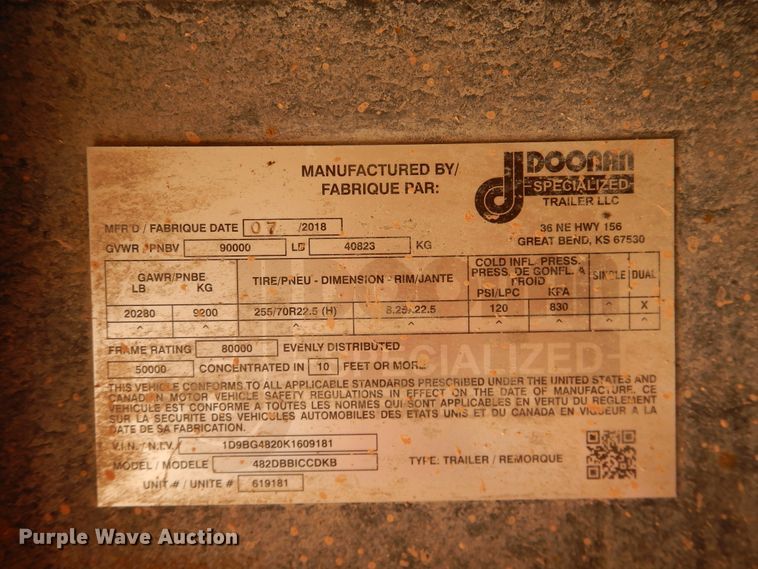 DOONAN
SPECIALIZED
TRAILER LLC
MANUFACTURED BY/
FABRIQUE PAR:
36 NE HWY 156
GREAT BEND, KS 67530
MFR'D / FABRIQUE DATE 07 /2018
GVWR / PNBV 90000 LB 40823 KG
GAWR/PNBE TIRE/PNEU - DIMENSION - RIM/JANTE COLD INFL. PRESS. PRESS. DE GONFL. A FROID SINGLE DUAL
LB KG PSI/LPC KPA
20280 9200 255/70R22.5 (H) 8.25/22.5 120 830 ^ X
^ ^ ^ ^ ^ ^ ^ ^
FRAME RATING 80000 EVENLY DISTRIBUTED
50000 CONCENTRATED IN 10 FEET OR MORE
THIS VEHICLE CONFORMS TO ALL APPLICABLE STANDARDS PRESCRIBED UNDER THE UNITED STATES AND
CANADIAN MOTOR VEHICLE SAFETY REGULATIONS IN EFFECT ON THE DATE OF MANUFACTURE. CE
VEHICULE EST CONFORME A TOUTES LES NORMES QUI SONT APPLICABLES EN VERTU DU REGLEMENT
SUR LA SECURITE DES VEHICULES AUTOMOBILES DES ETATS UNIS ET DU CANADA EN VIGUEUR A LA
DATE DE SA FABRICATION.
V.I.N. / N.I.V. 1D9BG4820K1609181
MODEL / MODELE 482DBBICCDKB TYPE: TRAILER / REMORQUE
UNIT # / UNITE # 619181
DOONAN
SPECIALIZED
Purple Wave Auction